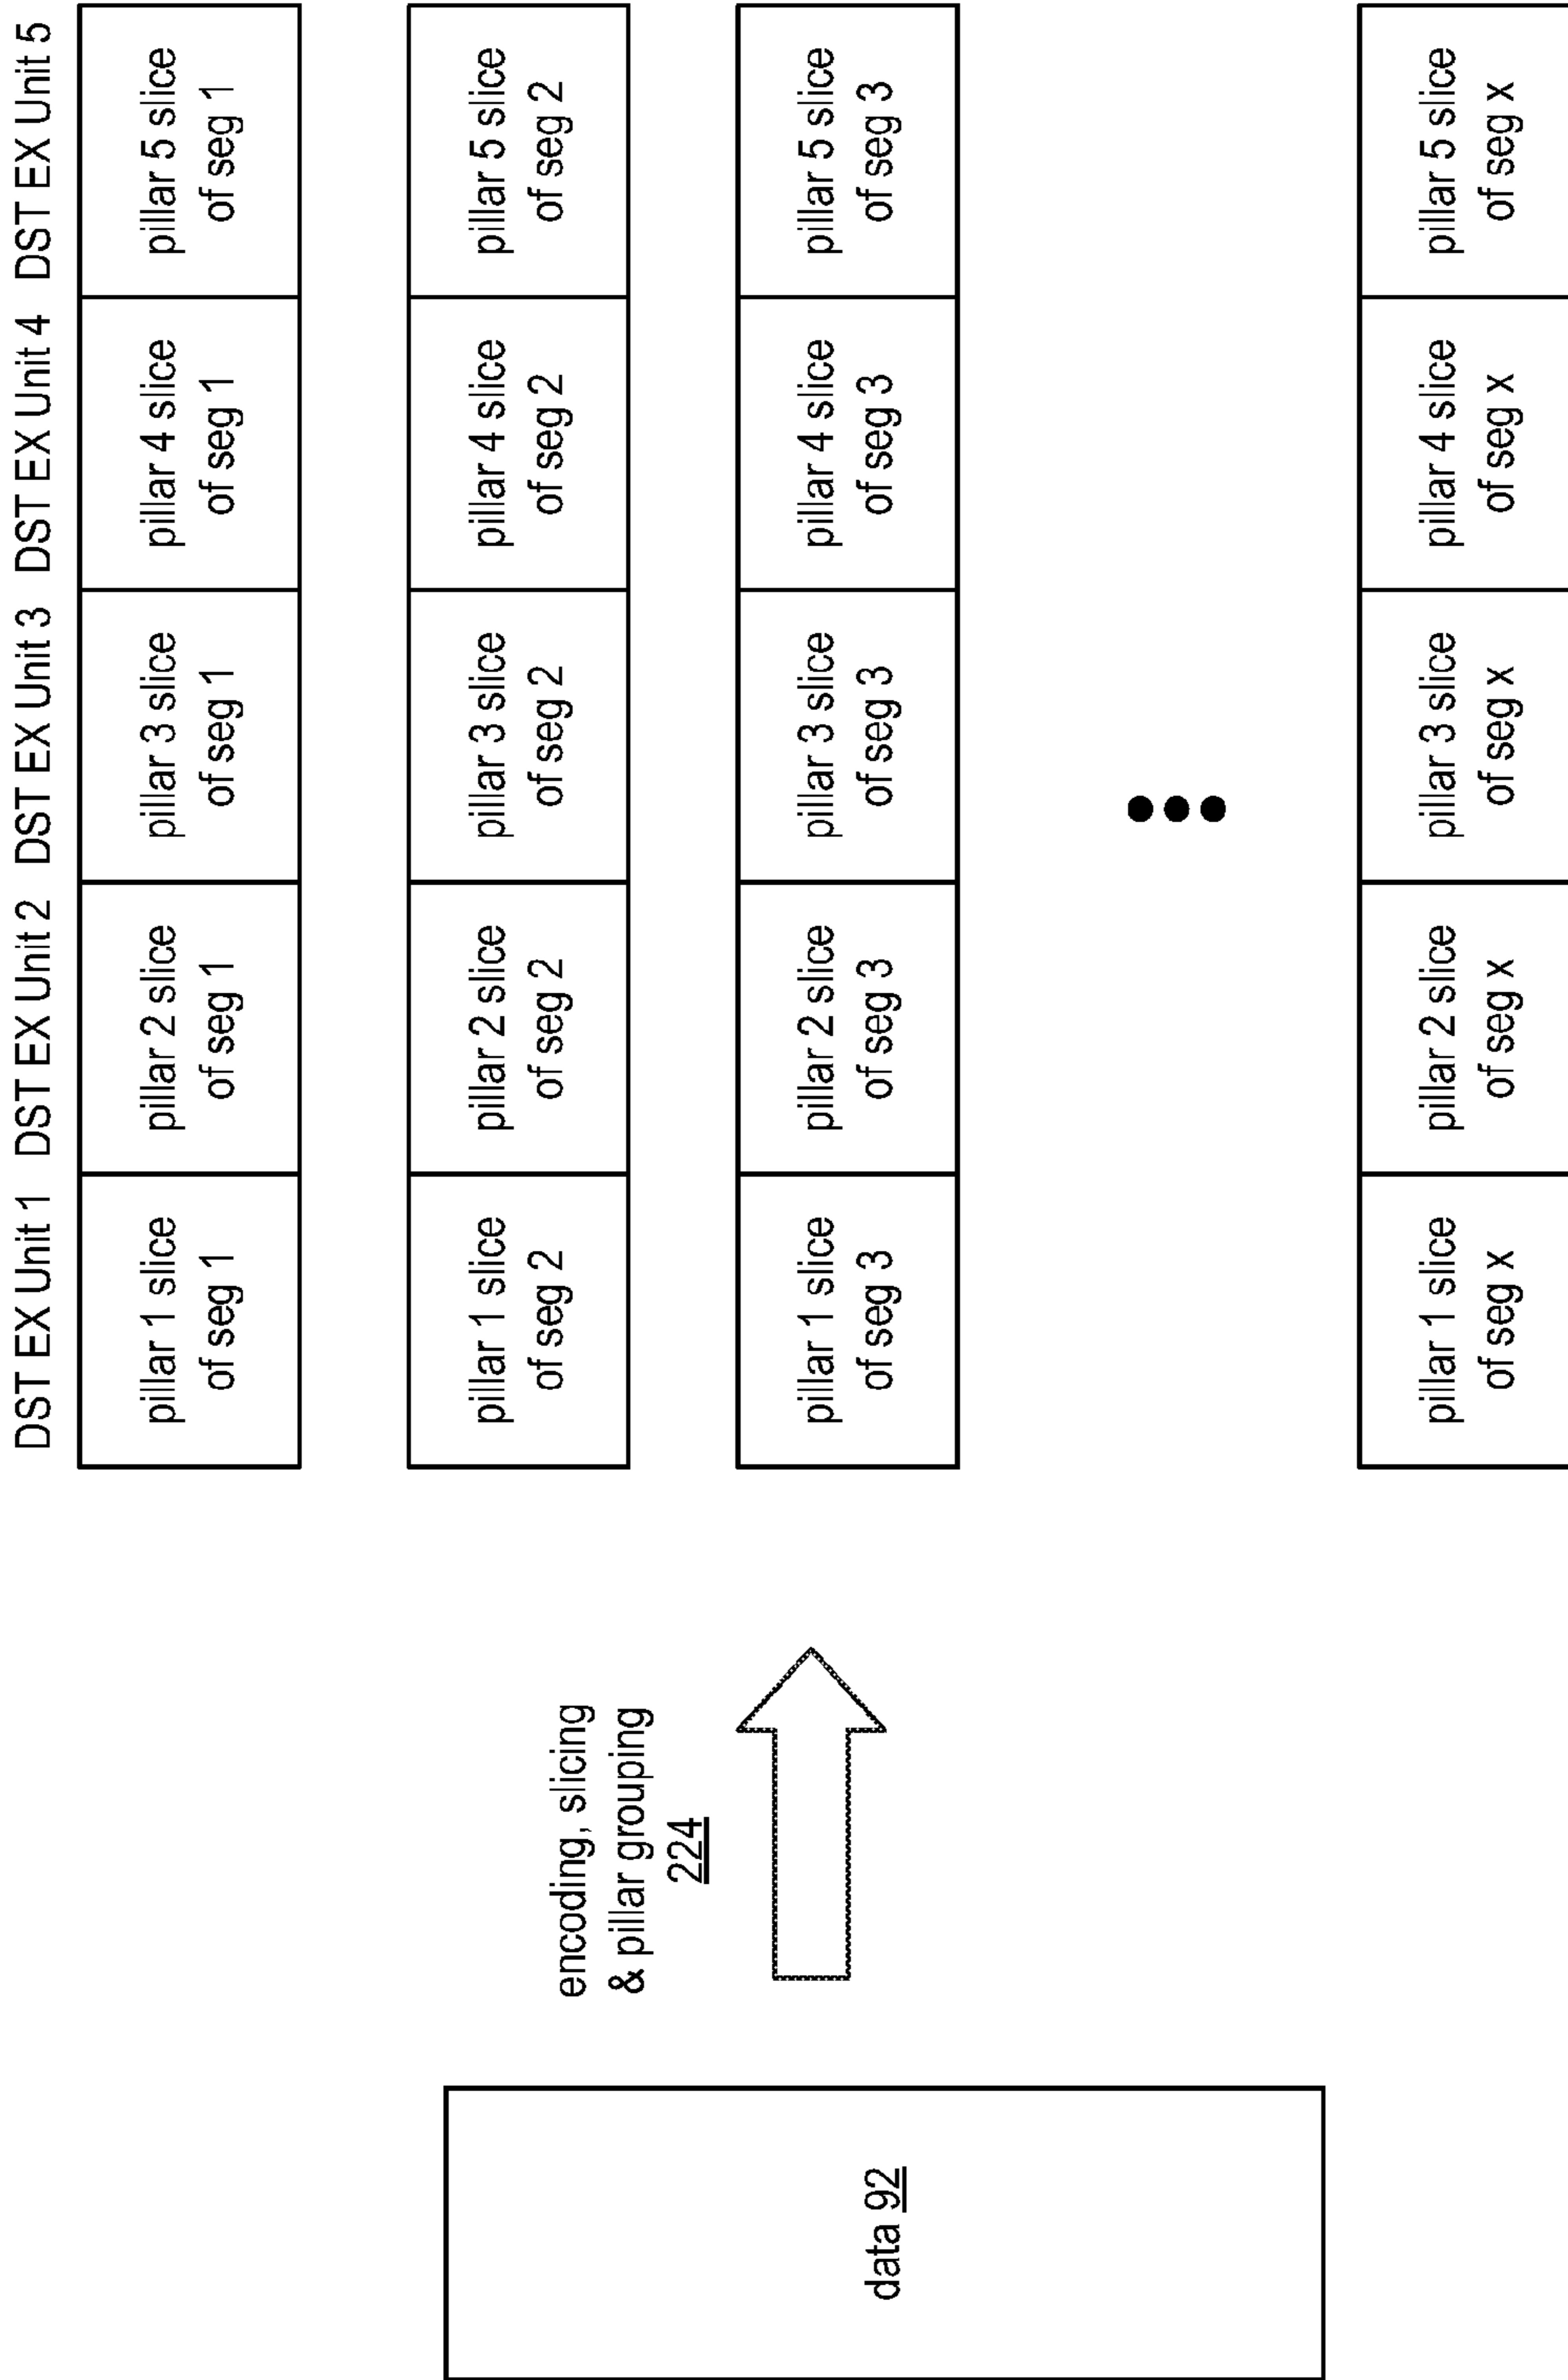 data 92
encoding, slicing
& pillar grouping
224
DST EX Unit 1
DST EX Unit 2
DST EX Unit 3
DST EX Unit 4
DST EX Unit 5
pillar 1 slice
of seg 1
pillar 2 slice
of seg 1
pillar 3 slice
of seg 1
pillar 4 slice
of seg 1
pillar 5 slice
of seg 1
pillar 1 slice
of seg 2
pillar 2 slice
of seg 2
pillar 3 slice
of seg 2
pillar 4 slice
of seg 2
pillar 5 slice
of seg 2
pillar 1 slice
of seg 3
pillar 2 slice
of seg 3
pillar 3 slice
of seg 3
pillar 4 slice
of seg 3
pillar 5 slice
of seg 3
pillar 1 slice
of seg x
pillar 2 slice
of seg x
pillar 3 slice
of seg x
pillar 4 slice
of seg x
pillar 5 slice
of seg x